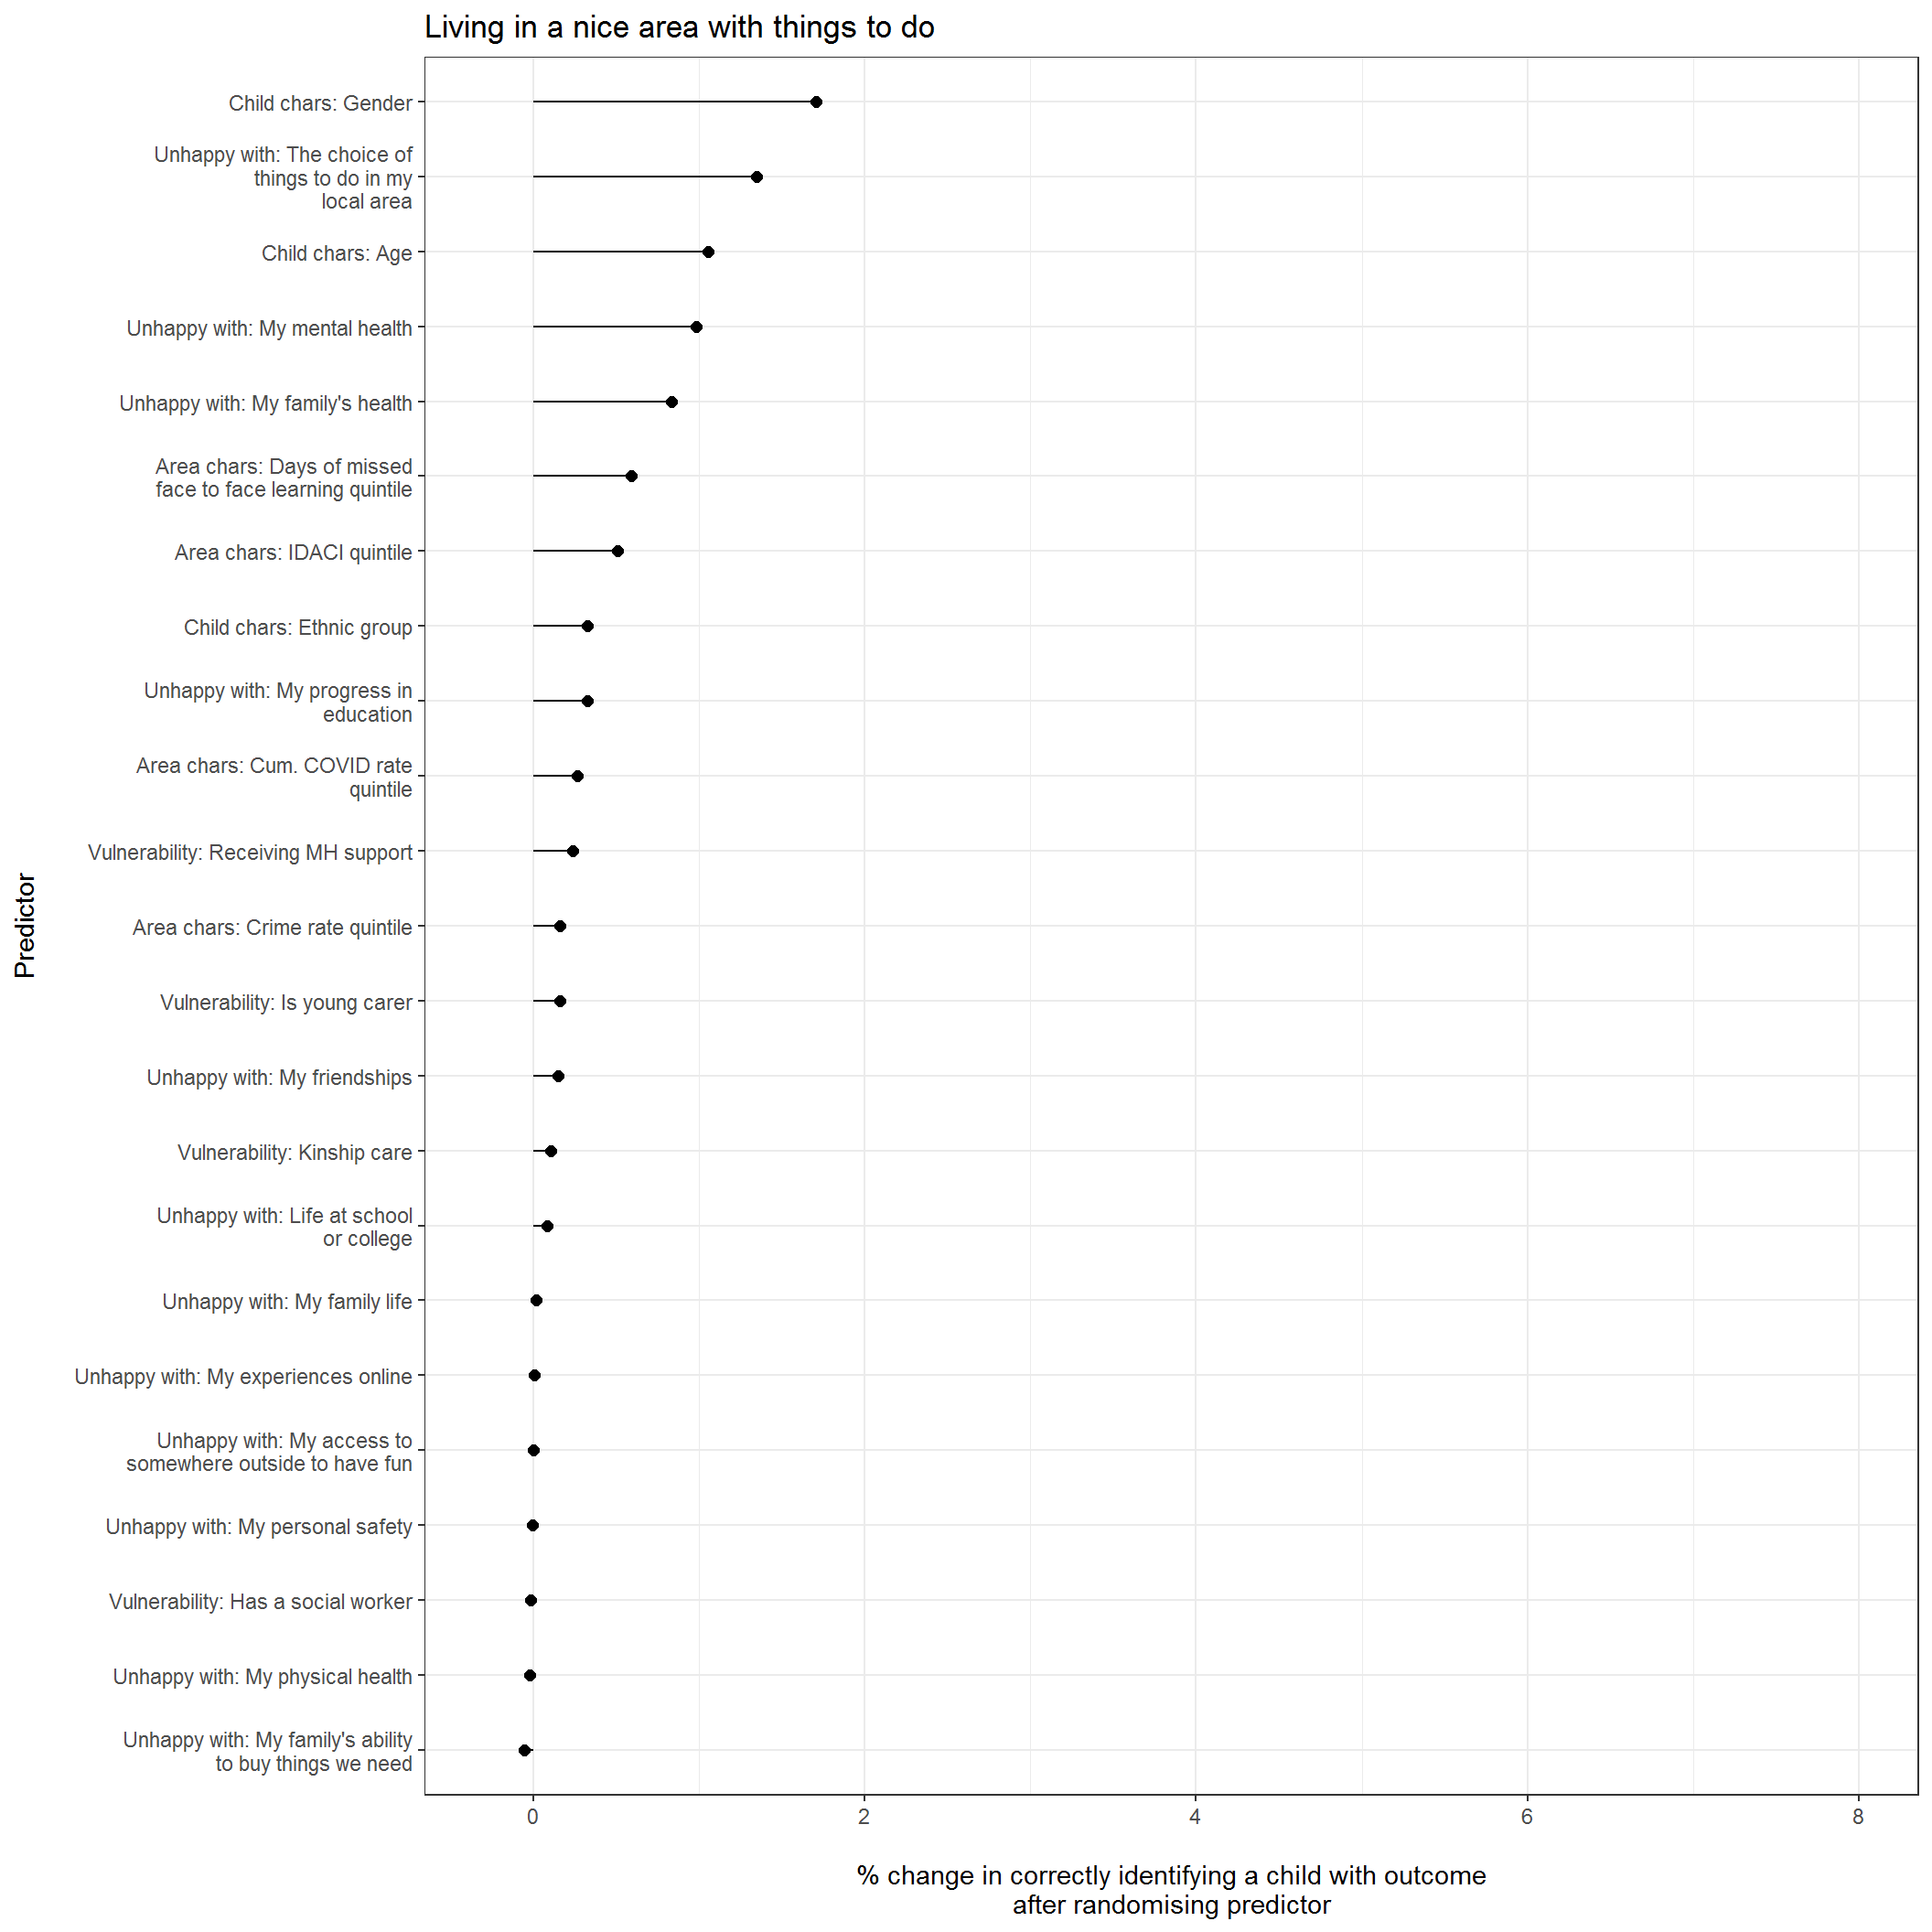 Living in a nice area with things to do
Child chars: Gender
Unhappy with: The choice of
things to do in my
local area
Child chars: Age
Unhappy with: My mental health
Unhappy with: My family's health
Area chars: Days of missed
face to face learning quintile
Area chars: IDACI quintile
Child chars: Ethnic group
Unhappy with: My progress in
education
Area chars: Cum. COVID rate
quintile
Vulnerability: Receiving MH support
Area chars: Crime rate quintile
Vulnerability: Is young carer
Unhappy with: My friendships
Vulnerability: Kinship care
Unhappy with: Life at school
or college
Unhappy with: My family life
Unhappy with: My experiences online
Unhappy with: My access to
somewhere outside to have fun
Unhappy with: My personal safety
Vulnerability: Has a social worker
Unhappy with: My physical health
Unhappy with: My family's ability
to buy things we need
Predictor
0 2 4 6 8
% change in correctly identifying a child with outcome
after randomising predictor